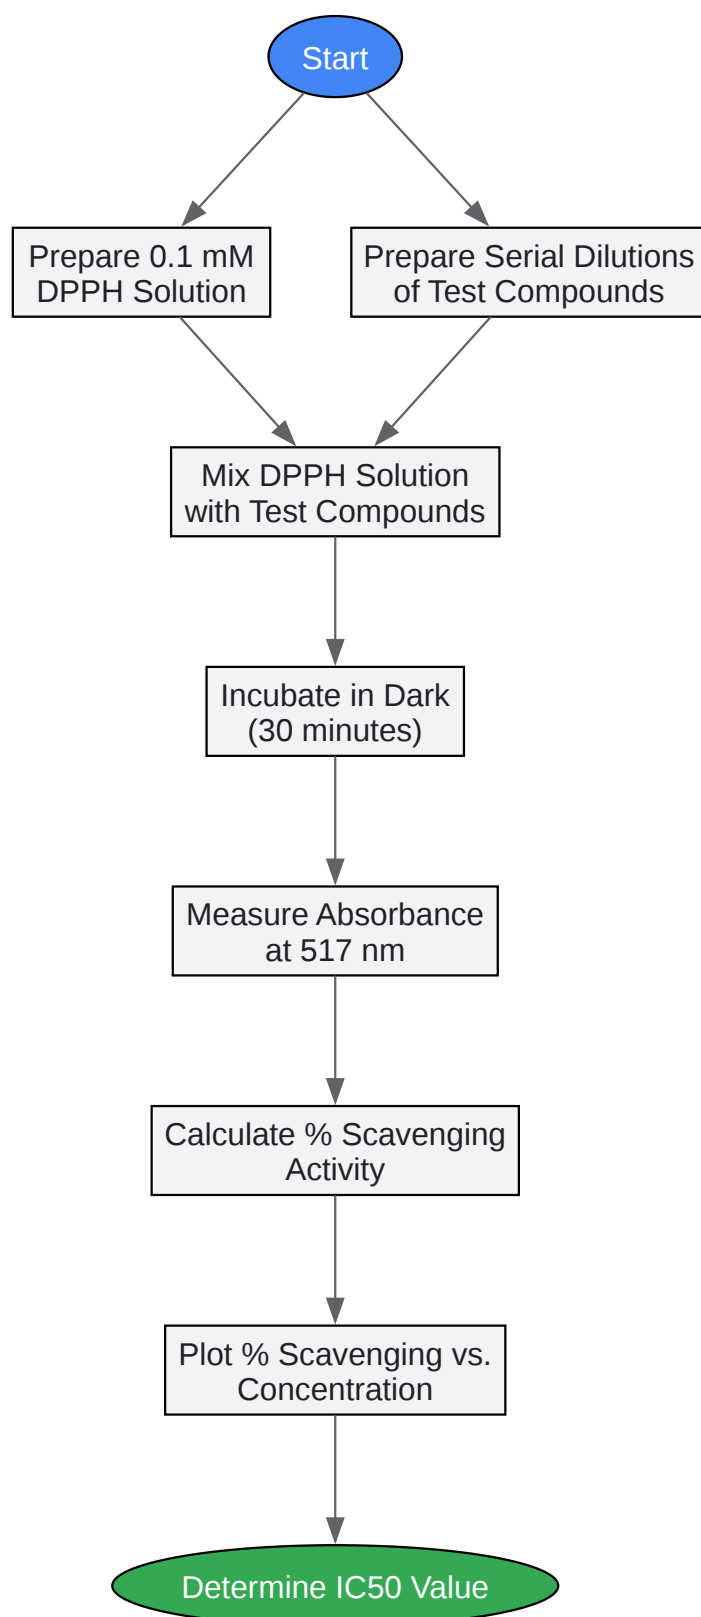 Start
Prepare 0.1 mM
DPPH Solution
Prepare Serial Dilutions
of Test Compounds
Mix DPPH Solution
with Test Compounds
Incubate in Dark
(30 minutes)
Measure Absorbance
at 517 nm
Calculate % Scavenging
Activity
Plot % Scavenging vs.
Concentration
Determine IC50 Value